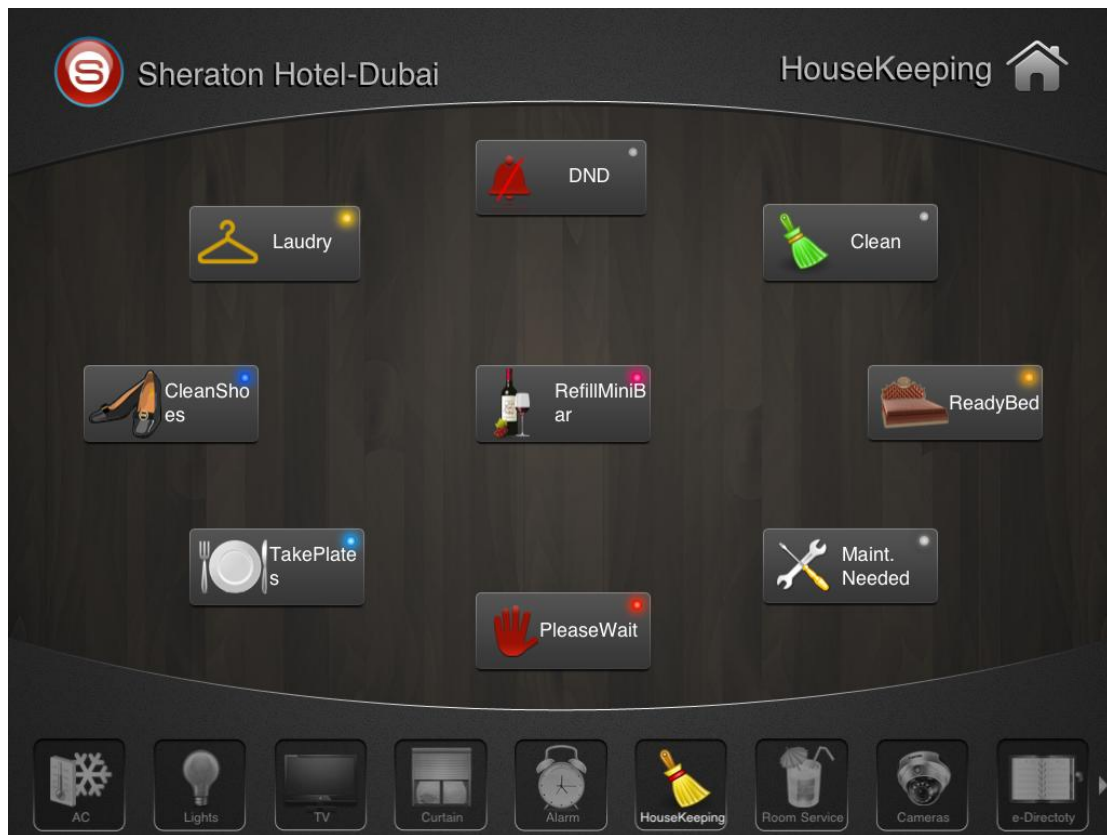 S
Sheraton Hotel-Dubai
HouseKeeping
DND
Laudry
Clean
CleanSho
es
RefillMiniB
ar
ReadyBed
TakePlate
s
Maint.
Needed
PleaseWait
AC
Lights
TV
Curtain
Alarm
HouseKeeping
Room Service
Cameras
e-Directoty